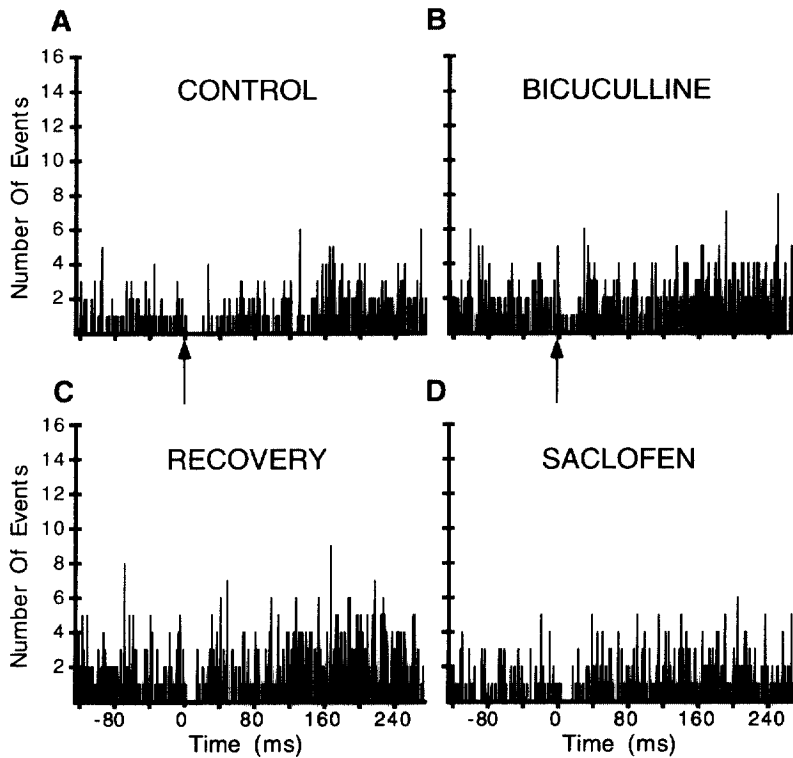 A
B
16
14
12
10
8
6
4
2
Number Of Events
CONTROL
BICUCULLINE
C
D
16
14
12
10
8
6
4
2
Number Of Events
RECOVERY
SACLOFEN
-80 0 80 160 240
Time (ms)
-80 0 80 160 240
Time (ms)